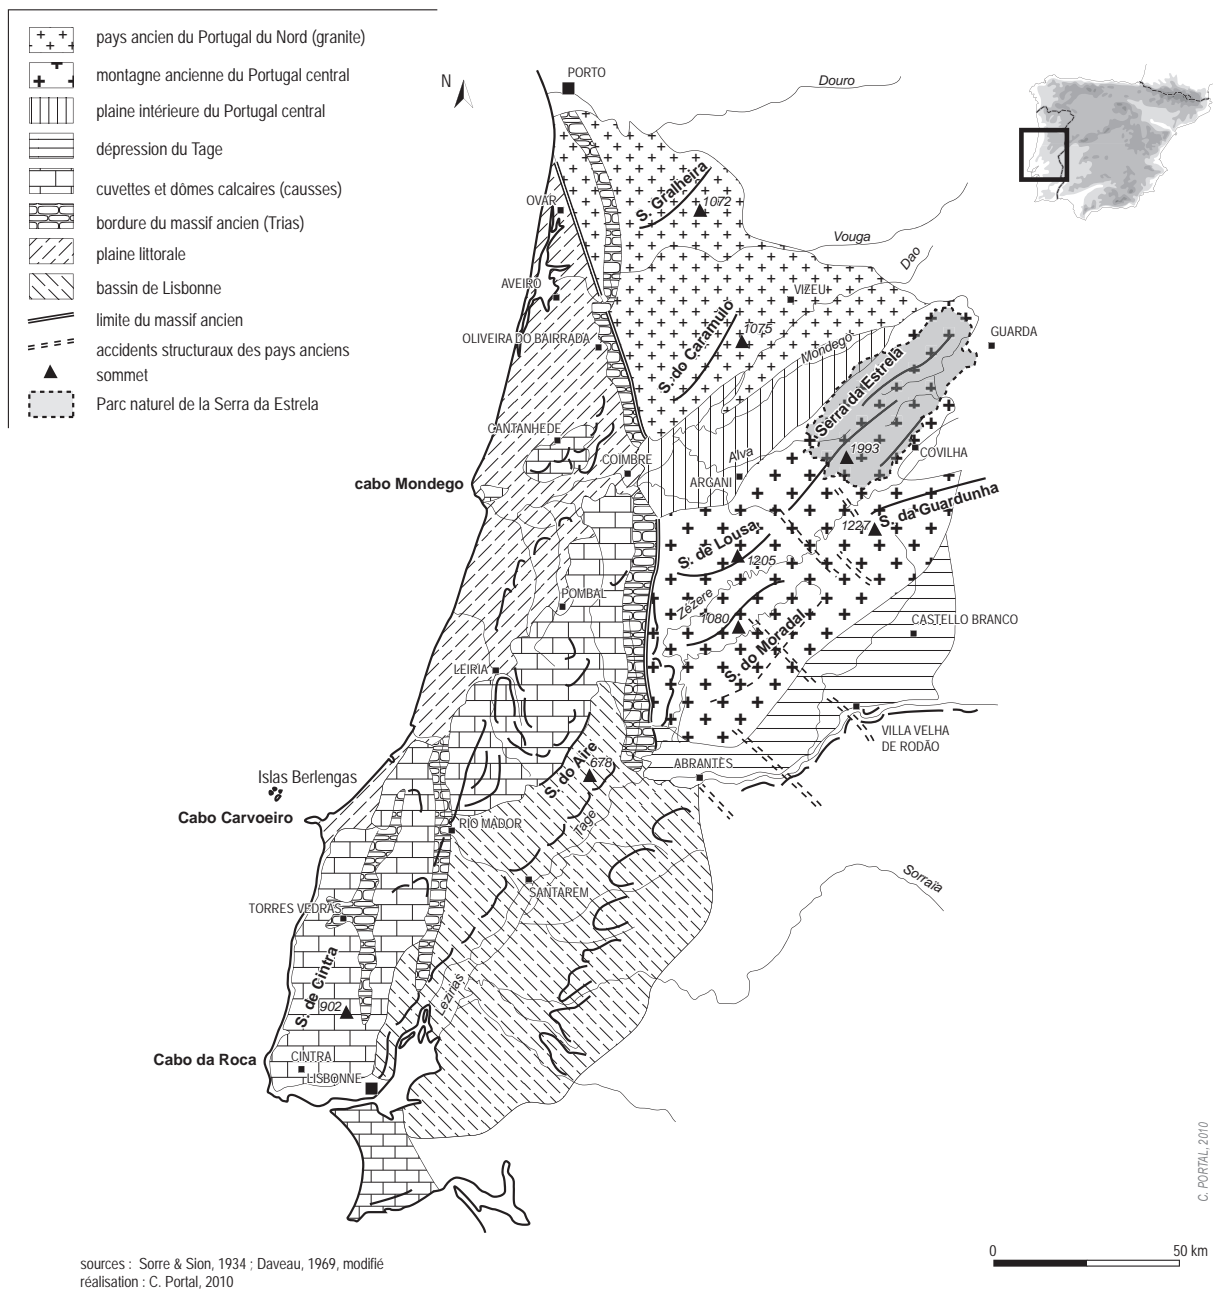 pays ancien du Portugal du Nord (granite)
montagne ancienne du Portugal central
plaine intérieure du Portugal central
dépression du Tage
cuvettes et dômes calcaires (causses)
bordure du massif ancien (Trias)
plaine littorale
bassin de Lisbonne
limite du massif ancien
accidents structuraux des pays anciens
sommet
Parc naturel de la Serra da Estrela
N
PORTO
Douro
S. Gralheira
1072
OVAR
Vouga
Dao
AVEIRO
VIZEU
OLIVEIRA DO BAIRRADA
S. do Caramulo
1075
Mondego
GUARDA
Serra da Estrela
CANTANHEDE
1993
COVILHA
COÏMBRE
Alva
ARGANI
cabo Mondego
S. da Guardunha
1227
S. de Lousa
1205
POMBAL
Zézere
1080
S. do Moradal
CASTELLO BRANCO
LEIRIA
VILLA VELHA
DE RODÃO
S. do Aire
678
ABRANTÈS
Islas Berlengas
Cabo Carvoeiro
RIO MADOR
Tage
SANTAREM
Sorraïa
TORRES VEDRAS
S. de Cintra
902
Lezirias
Cabo da Roca
CINTRA
LISBONNE
C. PORTAL, 2010
0 50 km
sources : Sorre & Sion, 1934 ; Daveau, 1969, modifié
réalisation : C. Portal, 2010